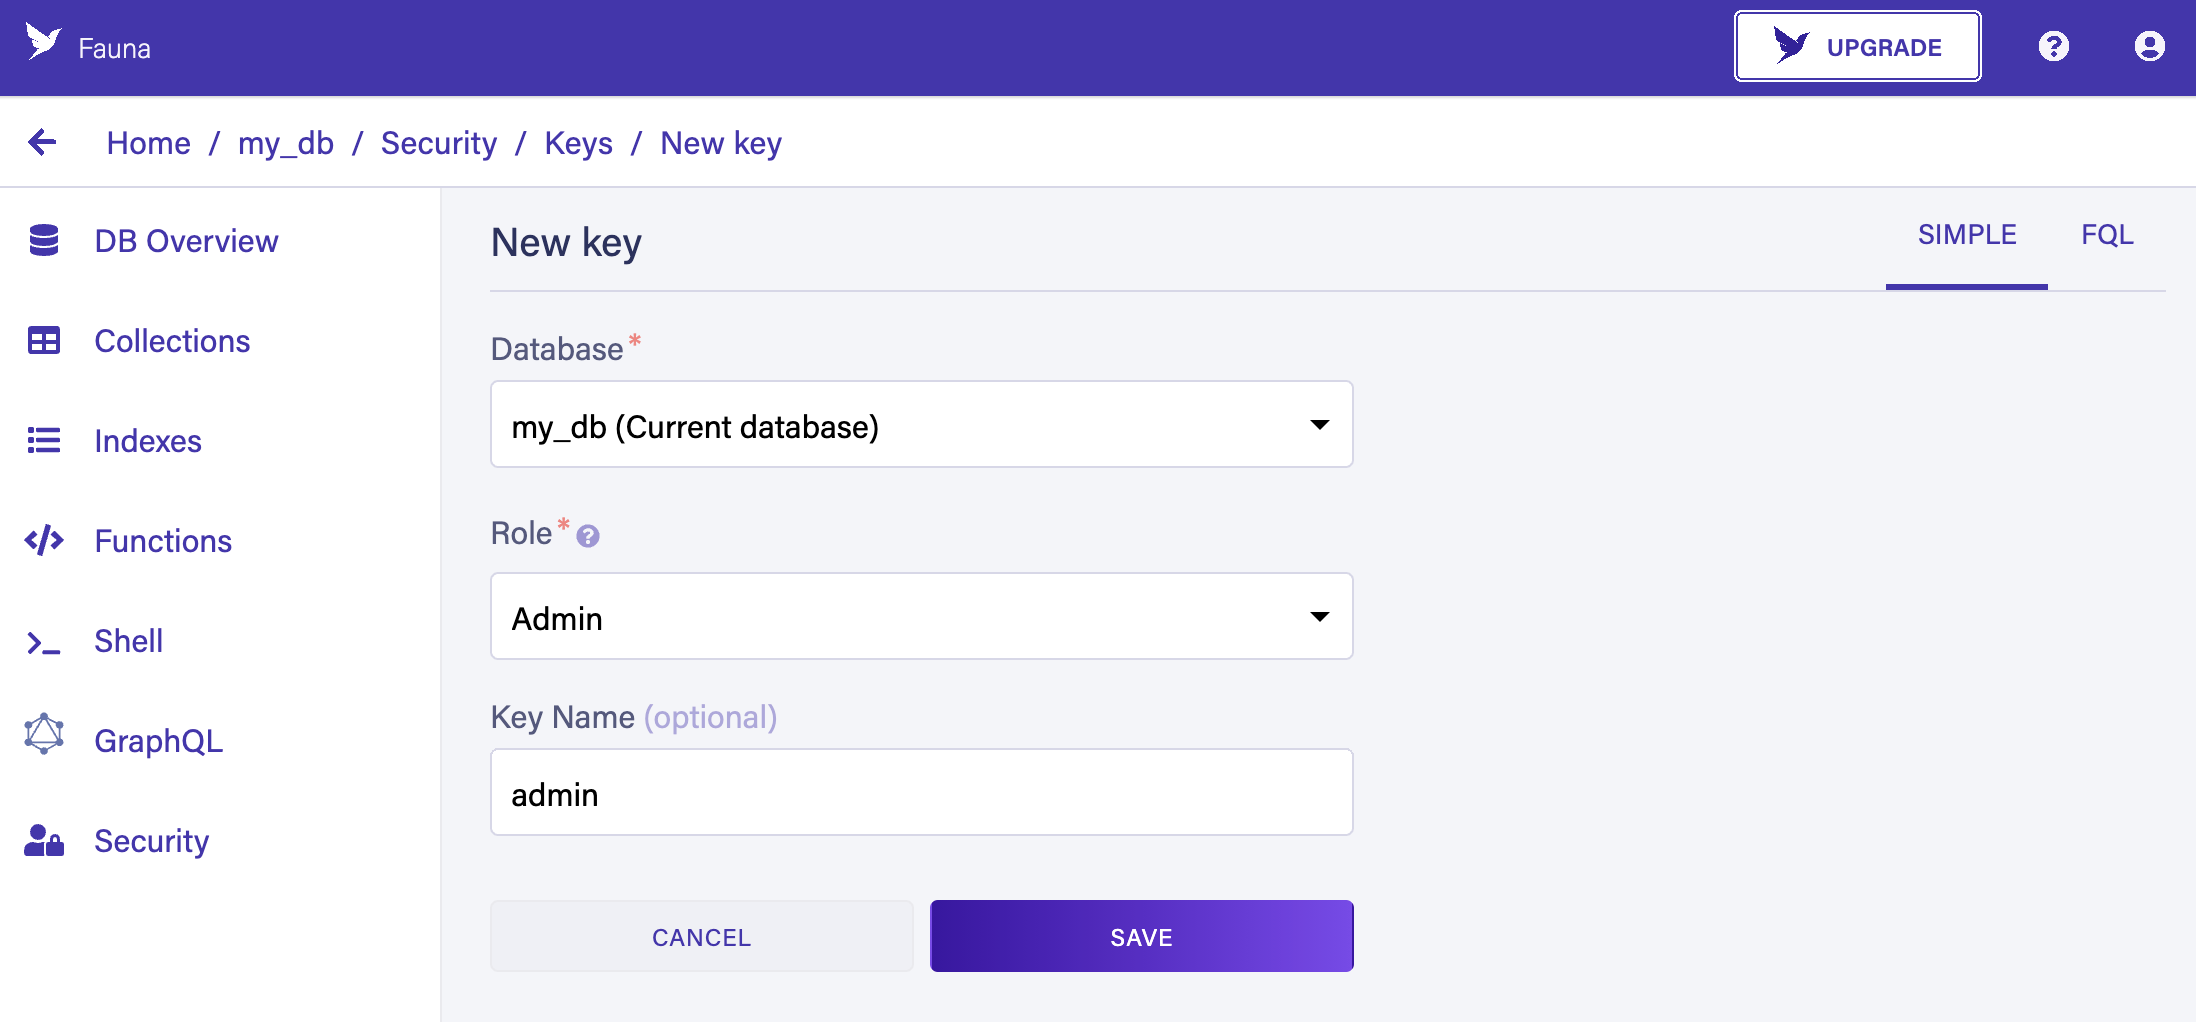 Fauna
UPGRADE
Home / my_db / Security / Keys / New key
DB Overview
Collections
Indexes
Functions
Shell
GraphQL
Security
New key
SIMPLE FQL
Database *
my_db (Current database)
Role * ?
Admin
Key Name (optional)
admin
CANCEL SAVE